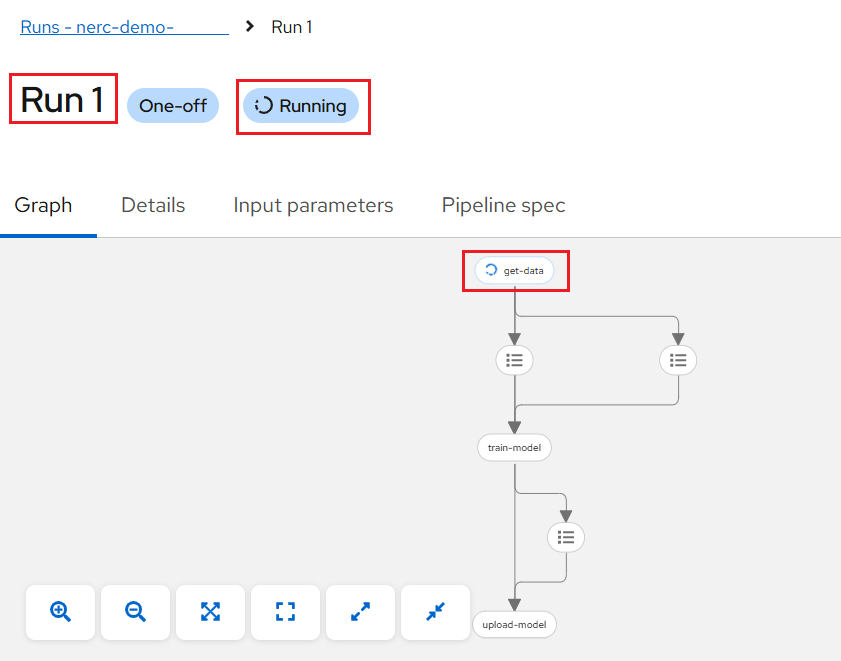 Runs - nerc-demo- > Run 1
Run 1 One-off Running
Graph Details Input parameters Pipeline spec
get-data
train-model
upload-model